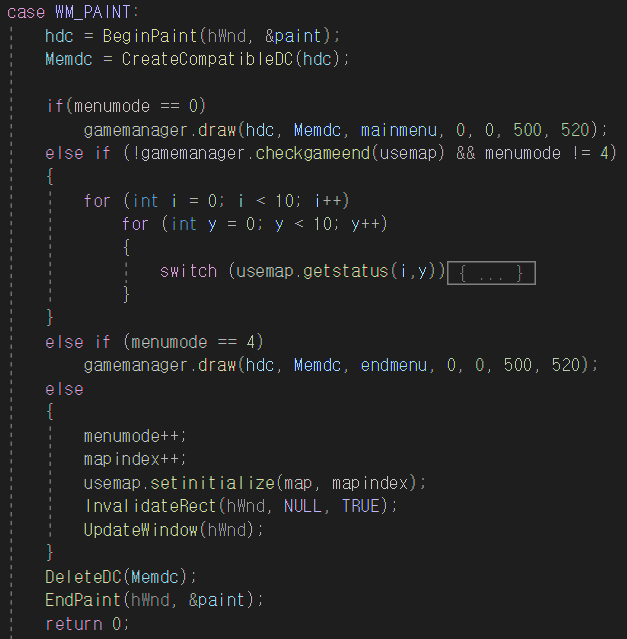 case WM_PAINT:
hdc = BeginPaint(hWnd, &paint);
Memdc = CreateCompatibleDC(hdc);
if(menumode == 0)
gamemanager.draw(hdc, Memdc, mainmenu, 0, 0, 500, 520);
else if (!gamemanager.checkgameend(usemap) && menumode != 4)
{
for (int i = 0; i < 10; i++)
for (int y = 0; y < 10; y++)
{
switch (usemap.getstatus(i,y)) { ... }
}
}
else if (menumode == 4)
gamemanager.draw(hdc, Memdc, endmenu, 0, 0, 500, 520);
else
{
menumode++;
mapindex++;
usemap.setinitialize(map, mapindex);
InvalidateRect(hWnd, NULL, TRUE);
UpdateWindow(hWnd);
}
DeleteDC(Memdc);
EndPaint(hWnd, &paint);
return 0;